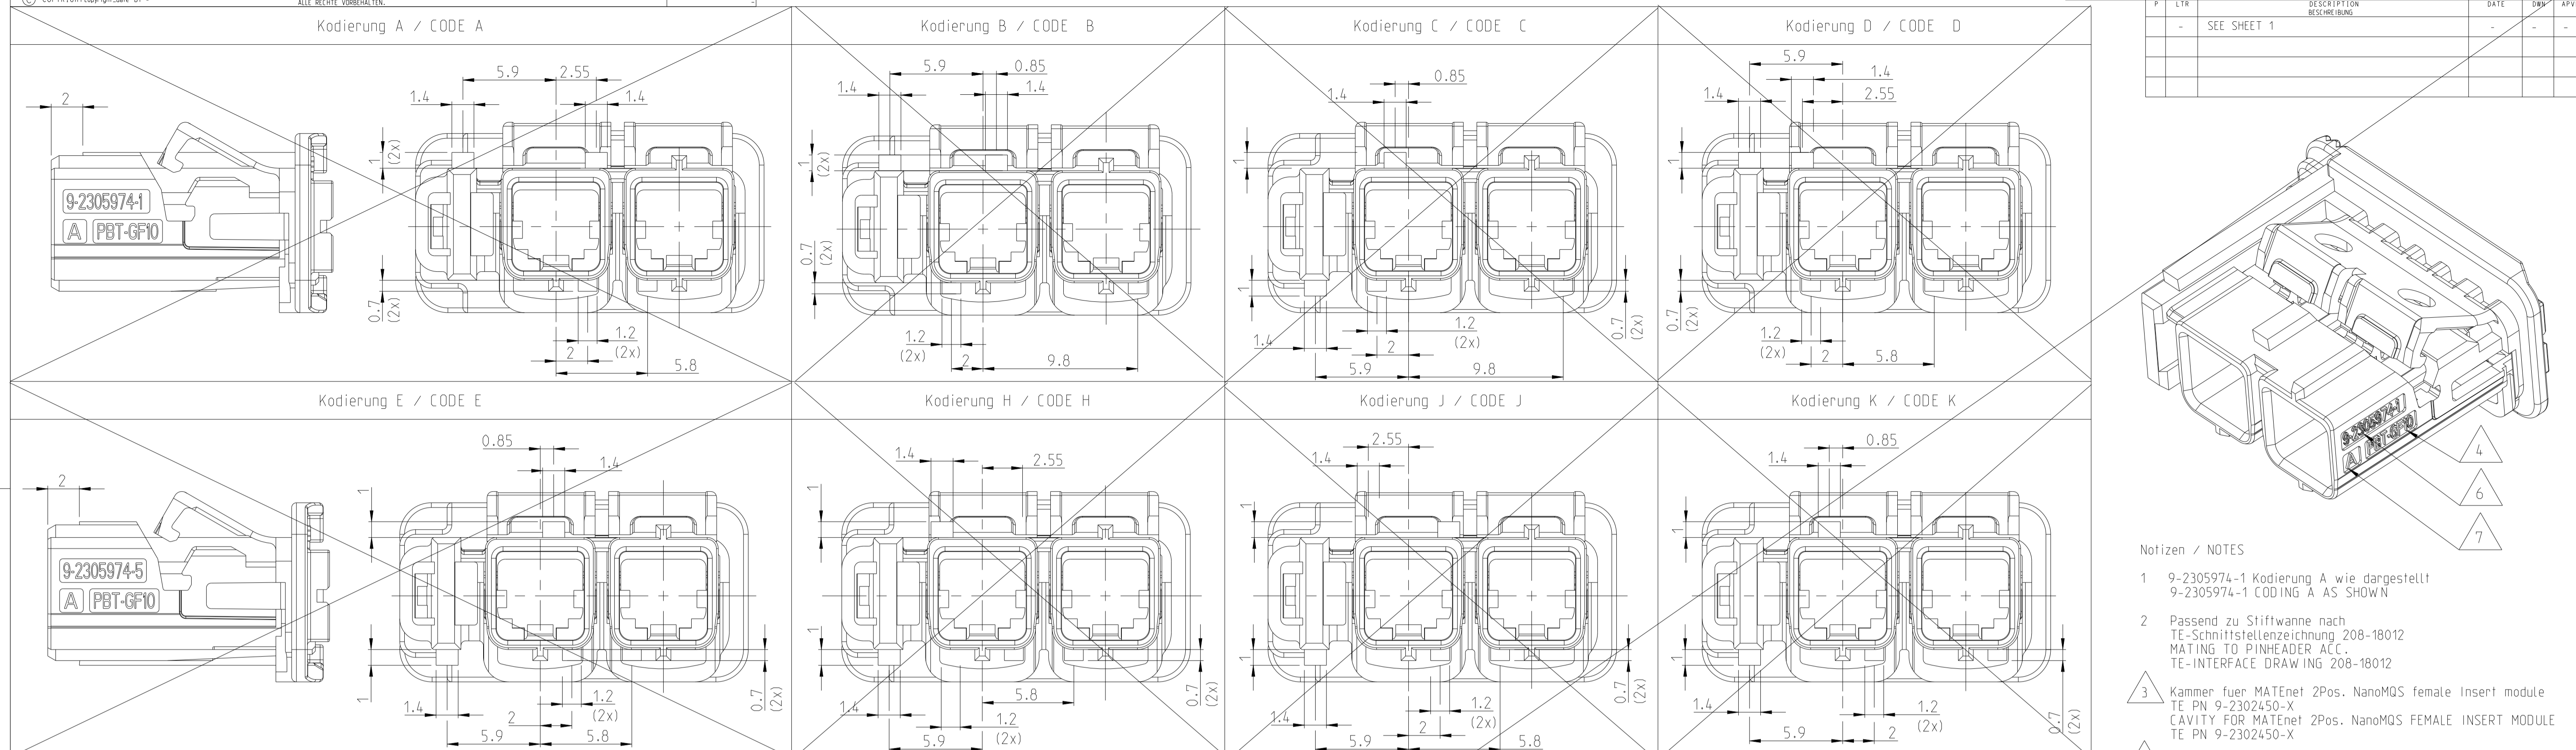 ALLE RECHTE VORBEHALTEN.
-
P LTR DESCRIPTION DATE DWN APV
BESCHREIBUNG
- SEE SHEET 1 - - -
Kodierung A / CODE A
2
5.9 2.55
1.4 1.4
1
(2x)
9-2305974-1
A PBT-GF10
0.7
(2x)
1.2
(2x)
2
5.8
Kodierung B / CODE B
5.9 0.85
1.4 1.4
1
(2x)
0.7
(2x)
1.2
(2x)
2 9.8
Kodierung C / CODE C
0.85
1.4
1
1
1.4
1.2
(2x)
2
0.7
(2x)
5.9 9.8
Kodierung D / CODE D
5.9
1.4
1.4
2.55
1
0.7
(2x)
1.2
(2x)
2 5.8
Kodierung E / CODE E
2
0.85
1.4
1
9-2305974-5
A PBT-GF10
1
1.4
1.2
(2x)
2
0.7
(2x)
5.9 5.8
Kodierung H / CODE H
1.4 2.55
1
1
1.4
5.8
1.2
(2x)
0.7
(2x)
5.9
Kodierung J / CODE J
2.55
1.4
1
1
1.4
1.2
(2x)
2
0.7
(2x)
5.9 5.8
Kodierung K / CODE K
0.85
1.4
1
1
1.4
1.2
(2x)
5.9 2
0.7
(2x)
9-2305974-1
A PBT-GF10
4
6
7
Notizen / NOTES
1 9-2305974-1 Kodierung A wie dargestellt
9-2305974-1 CODING A AS SHOWN
2 Passend zu Stiftwanne nach
TE-Schnittstellenzeichnung 208-18012
MATING TO PINHEADER ACC.
TE-INTERFACE DRAWING 208-18012
3 Kammer fuer MATEnet 2Pos. NanoMQS female Insert module
TE PN 9-2302450-X
CAVITY FOR MATEnet 2Pos. NanoMQS FEMALE INSERT MODULE
TE PN 9-2302450-X